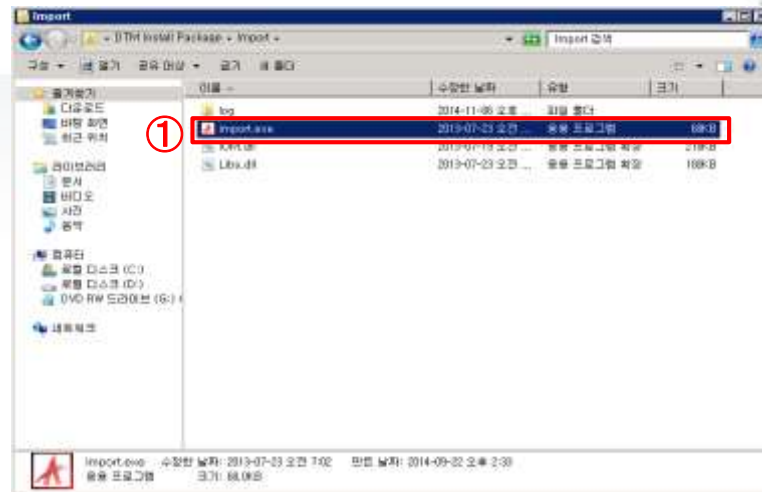 Import
DTM Install Package - Import -
Import 검색
구성 열기 공유 대상 굽기 새 폴더
이름 수정한 날짜 유형 크기
즐겨찾기
다운로드
바탕 화면
최근 위치
라이브러리
문서
비디오
사진
음악
컴퓨터
로컬 디스크 (C:)
로컬 디스크 (D:)
DVD RW 드라이브 (G:)
네트워크
log 2014-11-06 오후 파일 폴더
①
Import.exe 2013-07-23 오전 ... 응용 프로그램 68KB
2013-07-19 오전 응용 프로그램 확장
2013-07-23 오전 ... 응용 프로그램 확장 188KB
Import.exe 수정한 날짜: 2013-07-23 오전 7:02 만든 날짜: 2014-09-22 오후 2:33
응용 프로그램 크기: 68.0KB